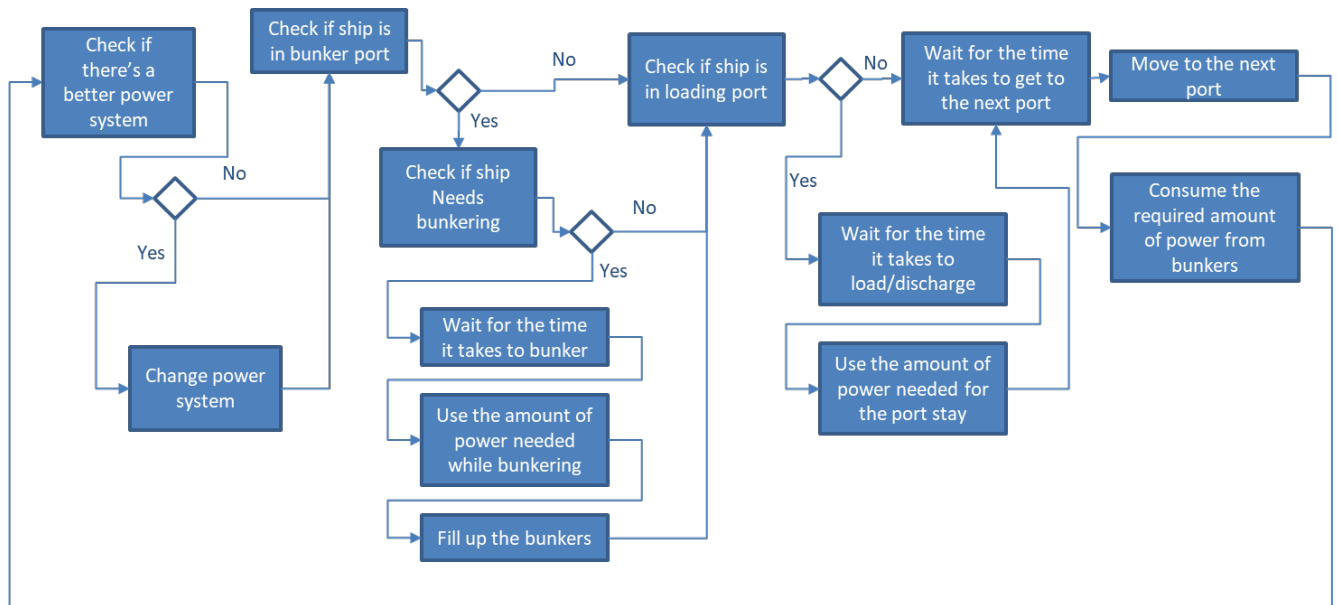 Check if
there's a
better power
system
No
Yes
Change power
system
Check if ship is
in bunker port
No
Yes
Check if ship
Needs
bunkering
No
Yes
Wait for the time
it takes to bunker
Use the amount of
power needed
while bunkering
Fill up the bunkers
Check if ship is
in loading port
No
Yes
Wait for the time
it takes to
load/discharge
Use the amount of
power needed for
the port stay
Wait for the time
it takes to get to
the next port
Move to the next
port
Consume the
required amount
of power from
bunkers